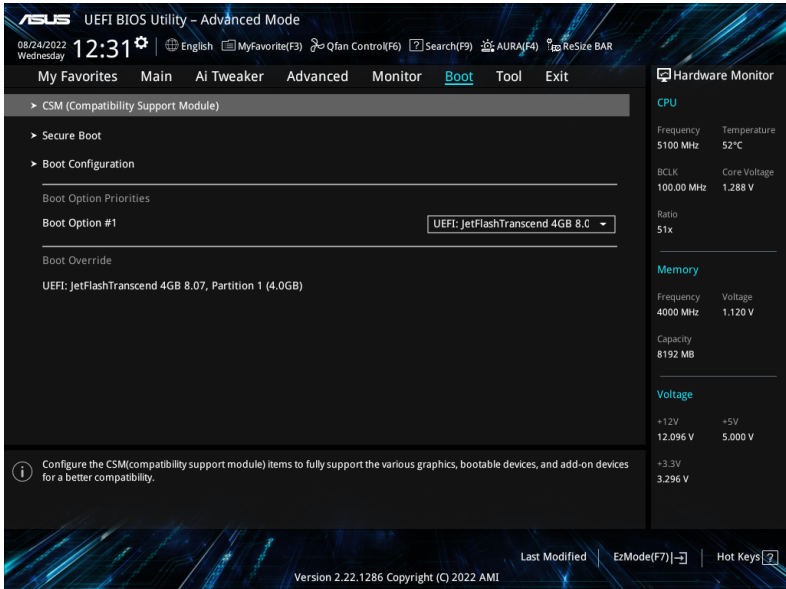 ASUS UEFI BIOS Utility – Advanced Mode
08/24/2022
Wednesday
12:31
English MyFavorite(F3) Qfan Control(F6) ? Search(F9) AURA(F4) ReSize BAR
My Favorites Main Ai Tweaker Advanced Monitor Boot Tool Exit
CSM (Compatibility Support Module)
Secure Boot
Boot Configuration
Boot Option Priorities
Boot Option #1 UEFI: JetFlashTranscend 4GB 8.0
Boot Override
UEFI: JetFlashTranscend 4GB 8.07, Partition 1 (4.0GB)
i Configure the CSM(compatibility support module) items to fully support the various graphics, bootable devices, and add-on devices
for a better compatibility.
Hardware Monitor
CPU
Frequency Temperature
5100 MHz 52°C
BCLK Core Voltage
100.00 MHz 1.288 V
Ratio
51x
Memory
Frequency Voltage
4000 MHz 1.120 V
Capacity
8192 MB
Voltage
+12V +5V
12.096 V 5.000 V
+3.3V
3.296 V
Last Modified EzMode(F7) Hot Keys ?
Version 2.22.1286 Copyright (C) 2022 AMI